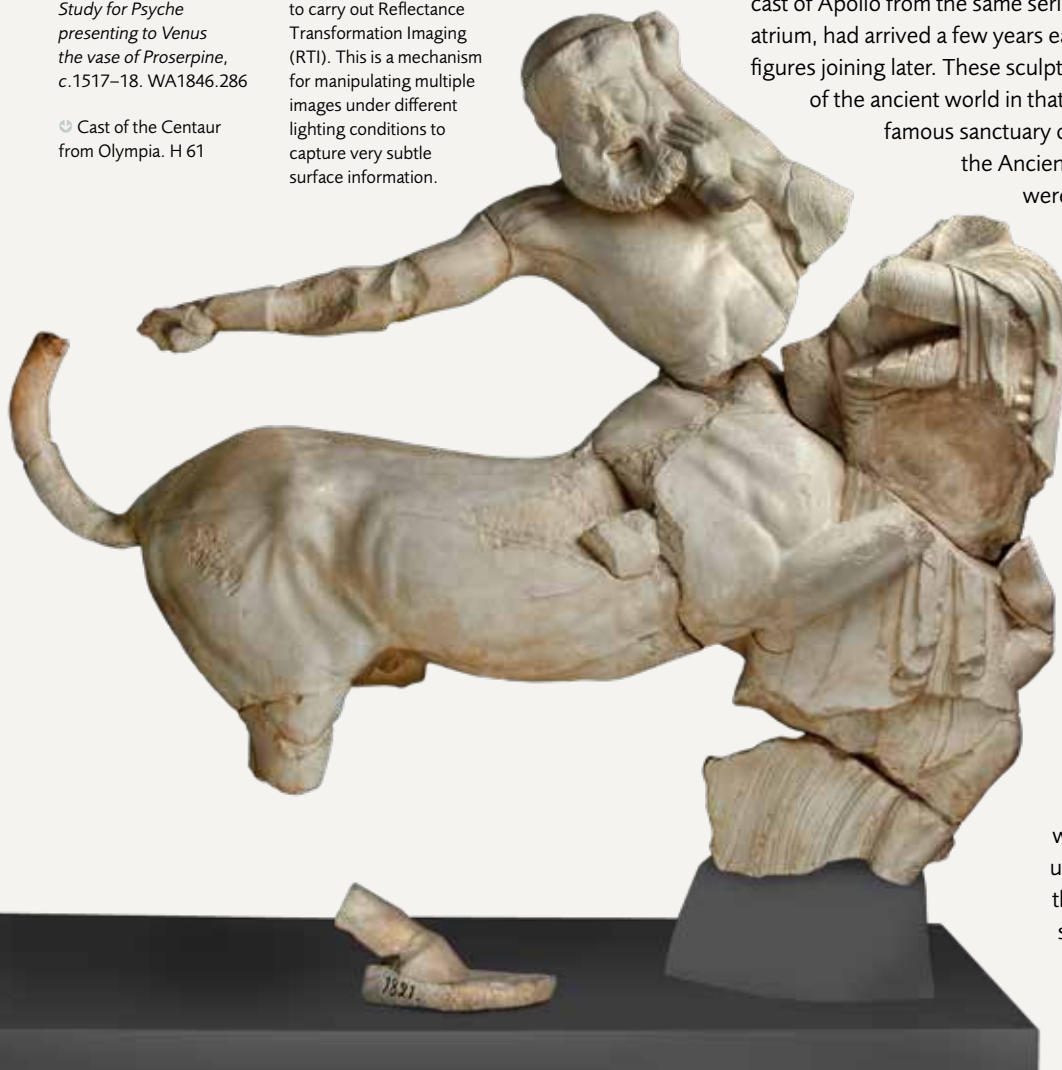 Study for Psyche
presenting to Venus
the vase of Proserpine,
c.1517–18. WA1846.286
Cast of the Centaur
from Olympia. H 61
to carry out Reflectance
Transformation Imaging
(RTI). This is a mechanism
for manipulating multiple
images under different
lighting conditions to
capture very subtle
surface information.
cast of Apollo from the same seri
atrium, had arrived a few years ea
figures joining later. These sculpt
of the ancient world in that
famous sanctuary o
the Ancien
were
w
u
th
s
1821.